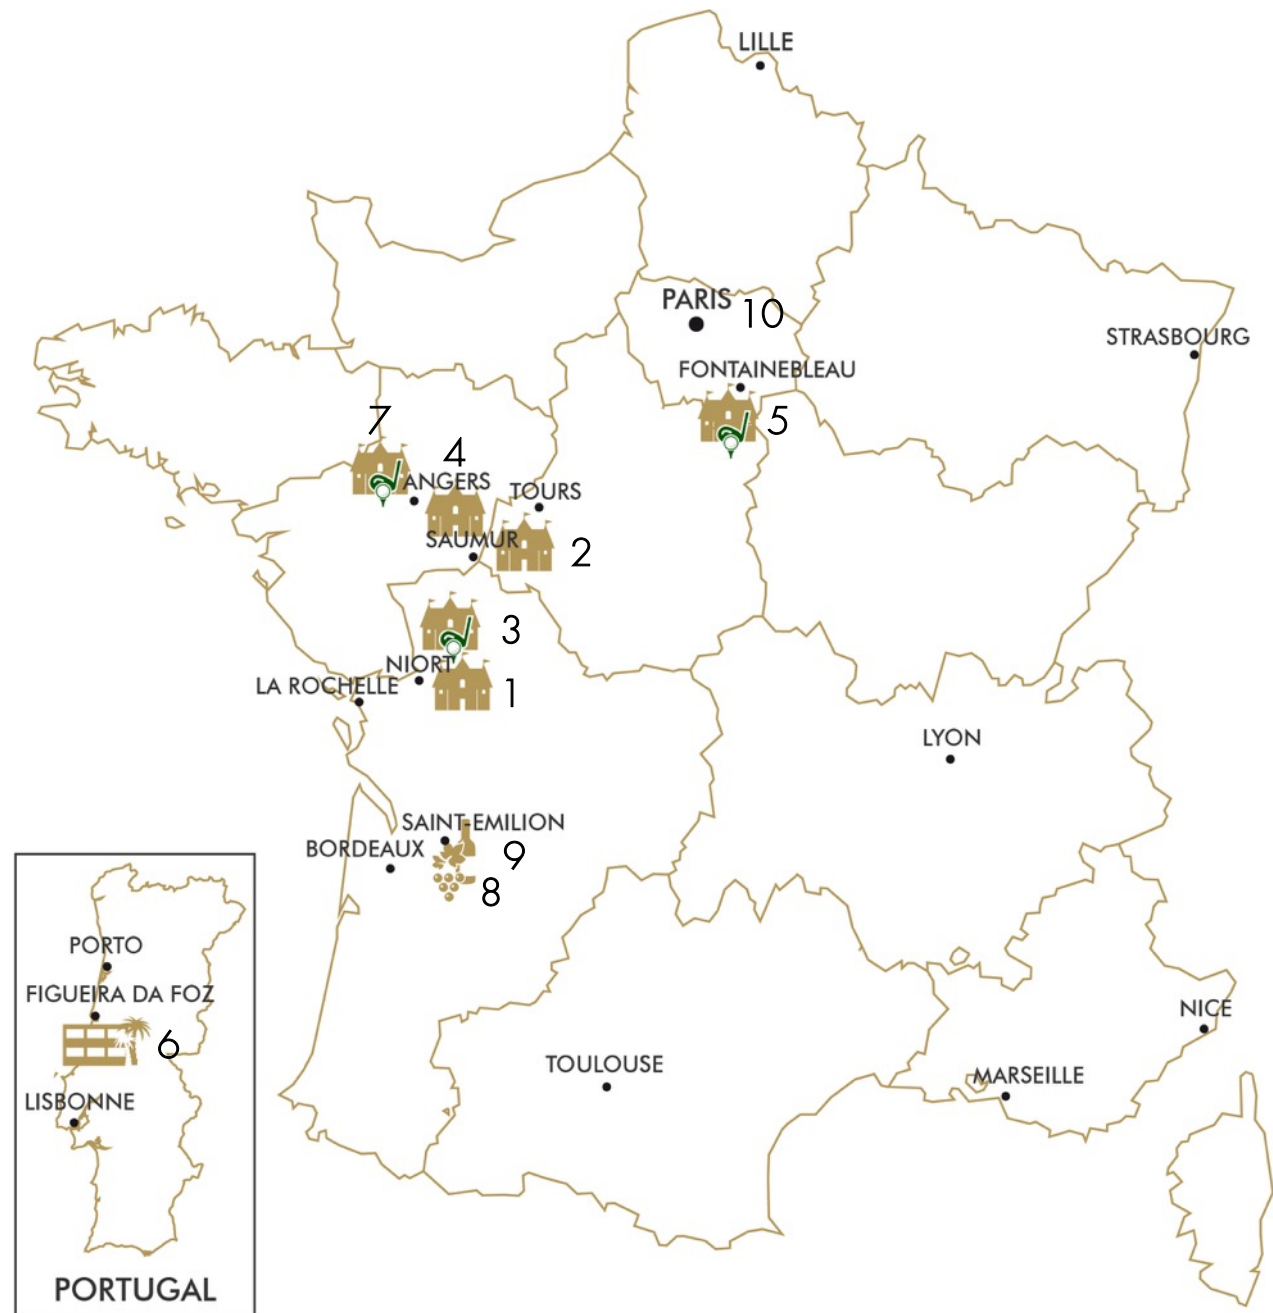 LILLE
PARIS
10
STRASBOURG
FONTAINEBLEAU
5
7
4
ANGERS
TOURS
SAUMUR
2
3
NIORT
LA ROCHELLE
1
LYON
SAINT-EMILION
BORDEAUX
9
8
PORTO
FIGUEIRA DA FOZ
6
NICE
TOULOUSE
MARSEILLE
LISBONNE
PORTUGAL